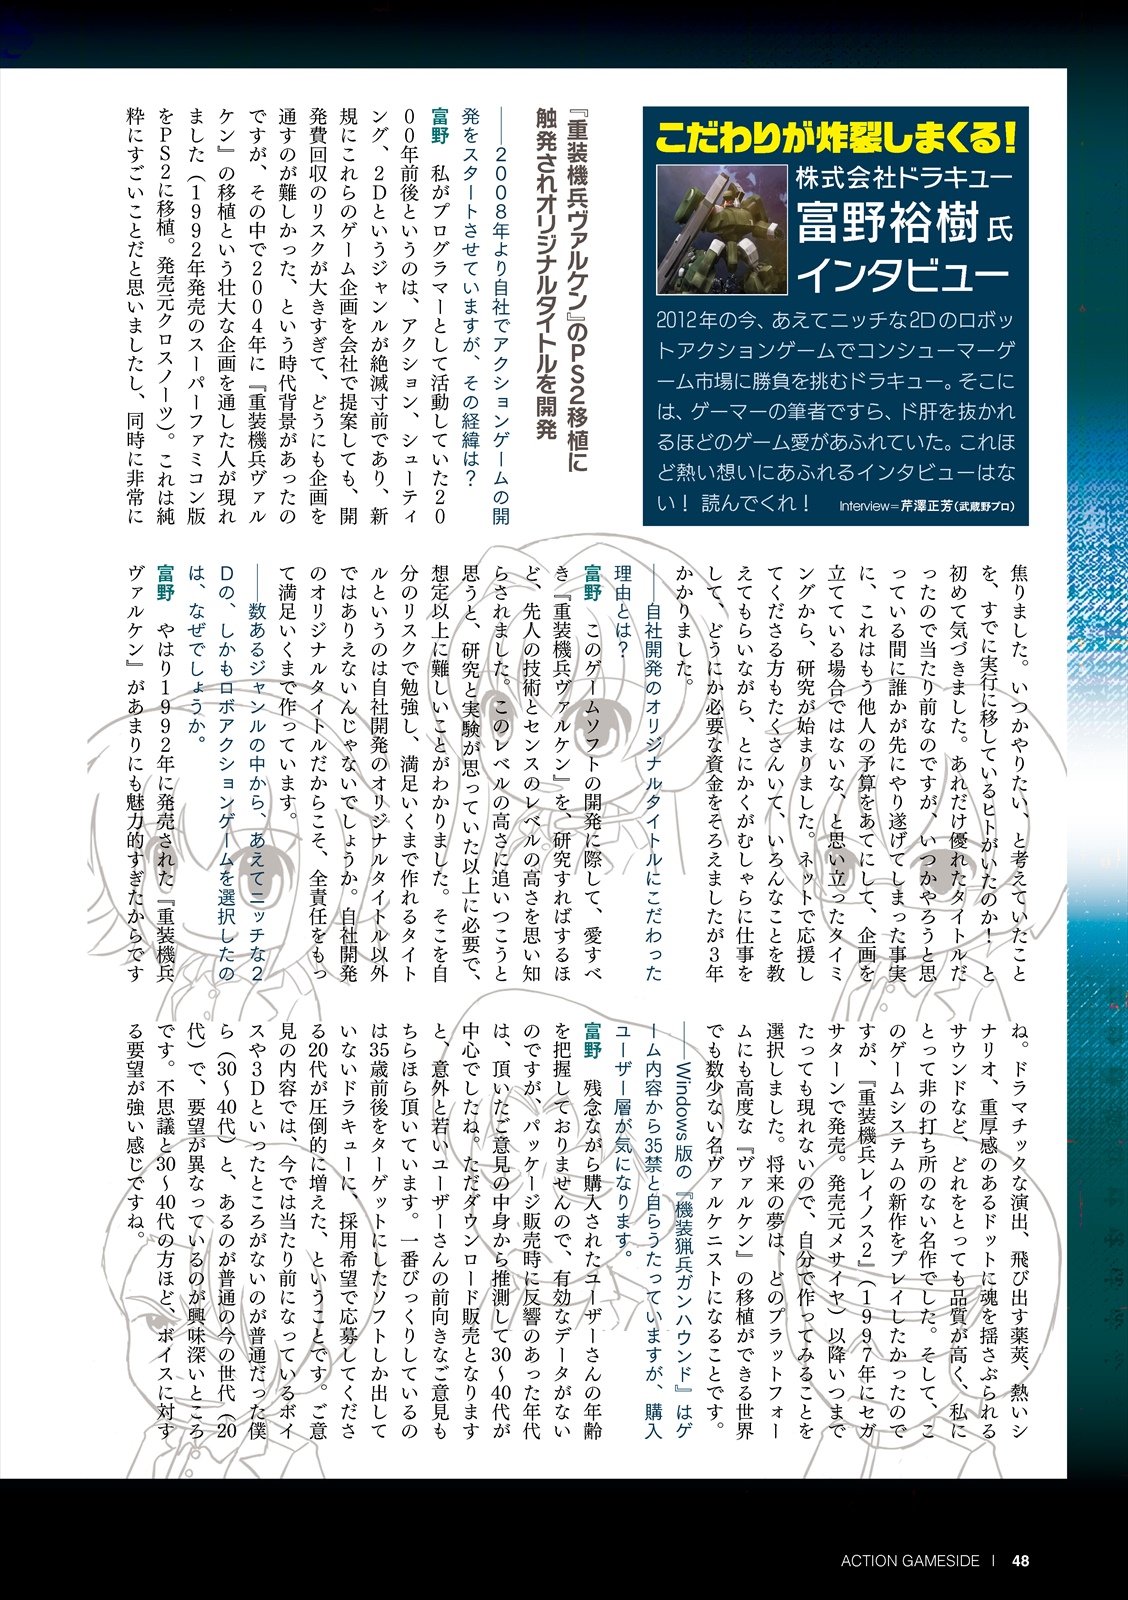 こだわりが炸裂しまくる!
株式会社ドラキュー
富野裕樹 氏
インタビュー
2012年の今、あえてニッチな2Dのロボッ
トアクションゲームでコンシューマーゲ
ーム市場に勝負を挑むドラキュー。そこに
は、ゲーマーの筆者ですら、ド肝を抜かれ
るほどのゲーム愛があふれていた。これほ
ど熱い想いにあふれるインタビューはな
い! 読んでくれ!
Interview=芹澤正芳(武蔵野プロ)
『重装機兵ヴァルケン』のPS2移植に
触発されオリジナルタイトルを開発
――2008年より自社でアクションゲームの開
発をスタートさせていますが、その経緯は?
富野 私がプログラマーとして活動していた20
00年前後というのは、アクション、シューティ
ング、2Dというジャンルが絶滅寸前であり、新
規にこれらのゲーム企画を会社で提案しても、開
発費回収のリスクが大きすぎて、どうにも企画を
通すのが難しかった、という時代背景があったの
ですが、その中で2004年に『重装機兵ヴァル
ケン』の移植という壮大な企画を通した人が現れ
ました(1992年発売のスーパーファミコン版
をPS2に移植。発売元クロスノーツ)。これは純
粋にすごいことだと思いましたし、同時に非常に
焦りました。いつかやりたい、と考えていたこと
を、すでに実行に移しているヒトがいたのか! と
初めて気づきました。あれだけ優れたタイトルだ
ったので当たり前なのですが、いつかやろうと思
っている間に誰かが先にやり遂げてしまった事実
に、これはもう他人の予算をあてにして、企画を
立てている場合ではないな、と思い立ったタイミ
ングから、研究が始まりました。ネットで応援し
てくださる方もたくさんいて、いろんなことを教
えてもらいながら、とにかくがむしゃらに仕事を
して、どうにか必要な資金をそろえましたが3年
かかりました。
――自社開発のオリジナルタイトルにこだわった
理由とは?
富野 このゲームソフトの開発に際して、愛すべ
き『重装機兵ヴァルケン』を、研究すればするほ
ど、先人の技術とセンスのレベルの高さを思い知
らされました。このレベルの高さに追いつこうと
思うと、研究と実験が思っていた以上に必要で、
想定以上に難しいことがわかりました。そこを自
分のリスクで勉強し、満足いくまで作れるタイト
ルというのは自社開発のオリジナルタイトル以外
ではありえないんじゃないでしょうか。自社開発
のオリジナルタイトルだからこそ、全責任をもっ
て満足いくまで作っています。
――数あるジャンルの中から、あえてニッチな2
Dの、しかもロボアクションゲームを選択したの
は、なぜでしょうか。
富野 やはり1992年に発売された『重装機兵
ヴァルケン』があまりにも魅力的すぎたからです
ね。ドラマチックな演出、飛び出す薬莢、熱いシ
ナリオ、重厚感のあるドットに魂を揺さぶられる
サウンドなど、どれをとっても品質が高く、私に
とって非の打ち所のない名作でした。そして、こ
のゲームシステムの新作をプレイしたかったので
すが、『重装機兵レイノス2』(1997年にセガ
サターンで発売。発売元メサイヤ)以降いつまで
たっても現れないので、自分で作ってみることを
選択しました。将来の夢は、どのプラットフォー
ムにも高度な『ヴァルケン』の移植ができる世界
でも数少ない名ヴァルケニストになることです。
――Windows版の『機装猟兵ガンハウンド』はゲ
ーム内容から35禁と自らうたっていますが、購入
ユーザー層が気になります。
富野 残念ながら購入されたユーザーさんの年齢
を把握しておりませんので、有効なデータがない
のですが、パッケージ販売時に反響のあった年代
は、頂いたご意見の中身から推測して30〜40代が
中心でしたね。ただダウンロード販売となります
と、意外と若いユーザーさんの前向きなご意見も
ちらほら頂いています。一番びっくりしているの
は35歳前後をターゲットにしたソフトしか出して
いないドラキューに、採用希望で応募してくださ
る20代が圧倒的に増えた、ということです。ご意
見の内容では、今では当たり前になっているボイ
スや3Dといったところがないのが普通だった僕
ら(30〜40代)と、あるのが普通の今の世代(20
代)で、要望が異なっているのが興味深いところ
です。不思議と30〜40代の方ほど、ボイスに対す
る要望が強い感じですね。
ACTION GAMESIDE | 48